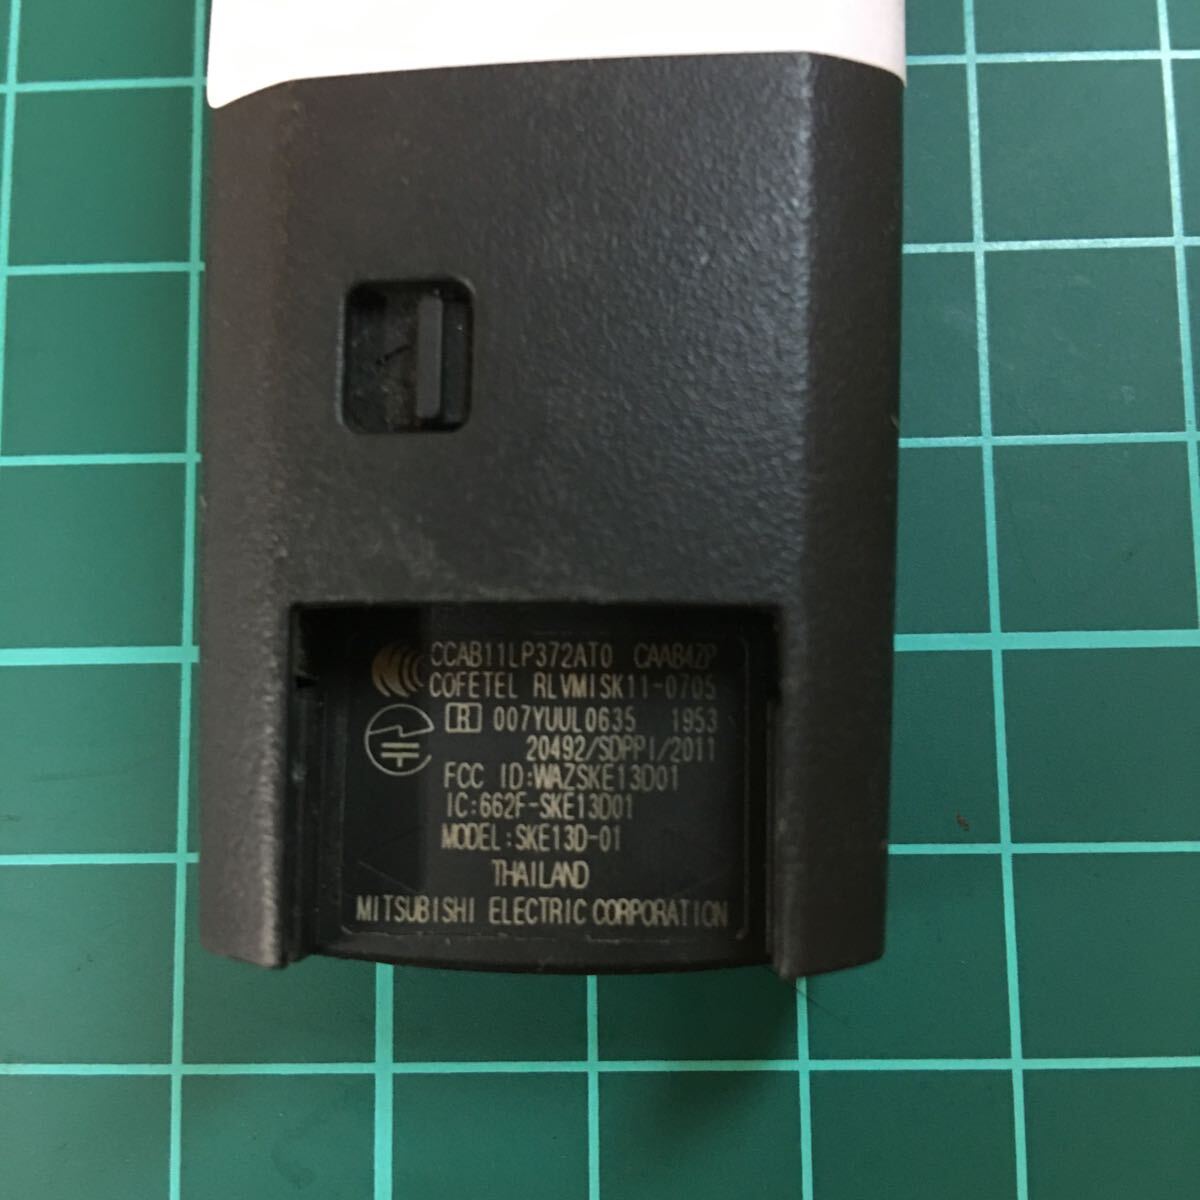 CCAB11LP372AT0 CAAB4ZP
COFETEL RLVMISK11-0705
R 007YUUL0635 1953
20492/SDPPI/2011
FCC ID:WAZSKE13D01
IC:662F-SKE13D01
MODEL:SKE13D-01
THAILAND
MITSUBISHI ELECTRIC CORPORATION